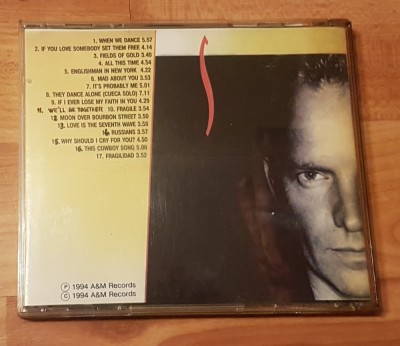 1. WHEN WE DANCE 5.57
2. IF YOU LOVE SOMEBODY SET THEM FREE 4.14
3. FIELDS OF GOLD 3.40
4. ALL THIS TIME 4.54
5. ENGLISHMAN IN NEW YORK 4.22
6. MAD ABOUT YOU 3.53
7. IT'S PROBABLY ME 5.01
8. THEY DANCE ALONE (CUECA SOLO) 7.11
9. IF I EVER LOSE MY FAITH IN YOU 4.25
11. WE'LL BE TOGETHER 10. FRAGILE 3.54
12. MOON OVER BOURBON STREET 3.60
13. LOVE IS THE SEVENTH WAVE 3.55
14. RUSSIANS 3.57
15. WHY SHOULD I CRY FOR YOU? 4.50
16. THIS COWBOY SONG 5.00
17. FRAGILIDAD 3.52
Ⓟ 1994 A&M Records
© 1994 A&M Records